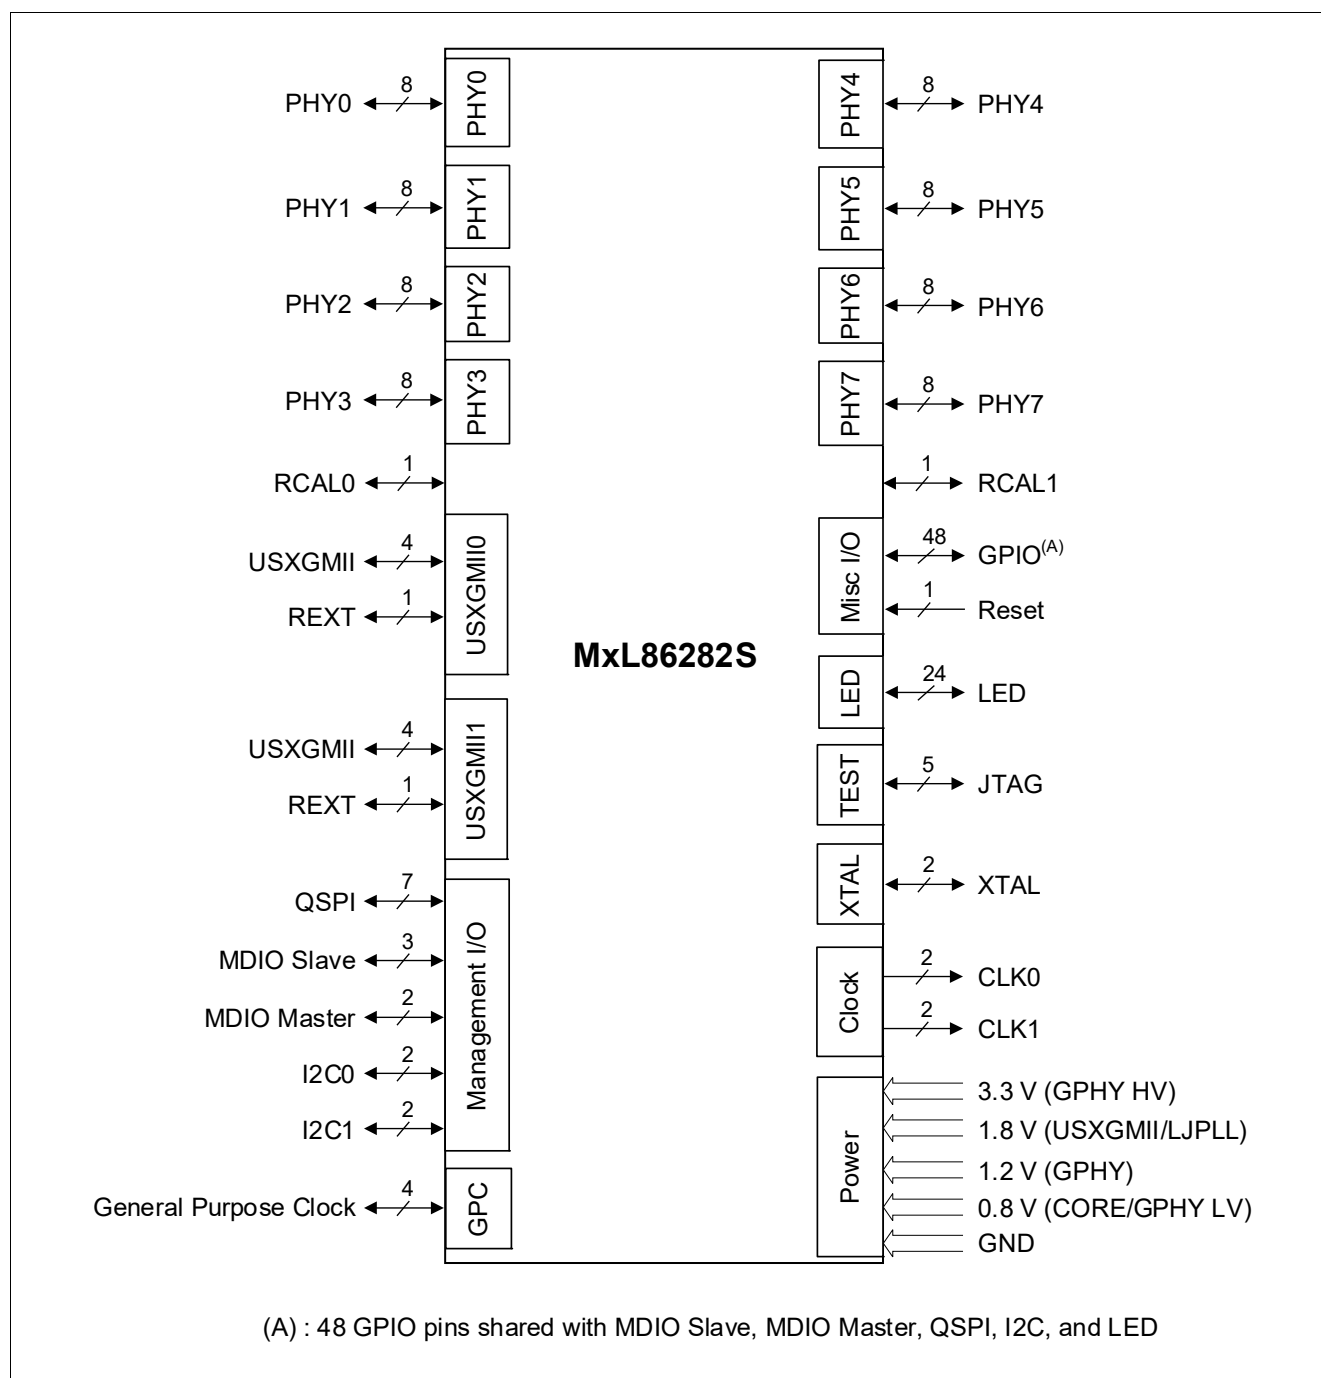 PHY0 8 PHY0
PHY4 8 PHY4
PHY1 8 PHY1
PHY5 8 PHY5
PHY2 8 PHY2
PHY6 8 PHY6
PHY3 8 PHY3
PHY7 8 PHY7
RCAL0 1
1 RCAL1
USXGMII 4
REXT 1
USXGMII0
Misc I/O
48 GPIO(A)
1 Reset
MxL86282S
LED 24 LED
USXGMII 4
REXT 1
USXGMII1
TEST 5 JTAG
XTAL 2 XTAL
QSPI 7
MDIO Slave 3
MDIO Master 2
I2C0 2
I2C1 2
Management I/O
Clock
2 CLK0
2 CLK1
General Purpose Clock 4 GPC
Power
3.3 V (GPHY HV)
1.8 V (USXGMII/LJPLL)
1.2 V (GPHY)
0.8 V (CORE/GPHY LV)
GND
(A) : 48 GPIO pins shared with MDIO Slave, MDIO Master, QSPI, I2C, and LED